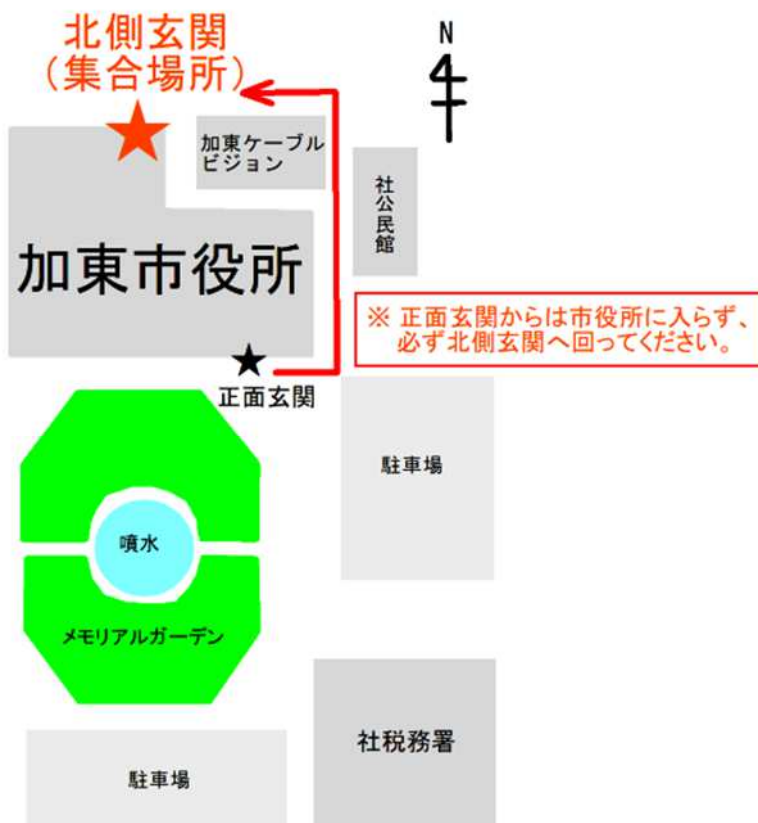 北側玄関
（集合場所）
N
加東ケーブル
ビジョン
社公民館
加東市役所
※ 正面玄関からは市役所に入らず、
必ず北側玄関へ回ってください。
正面玄関
駐車場
噴水
メモリアルガーデン
社税務署
駐車場